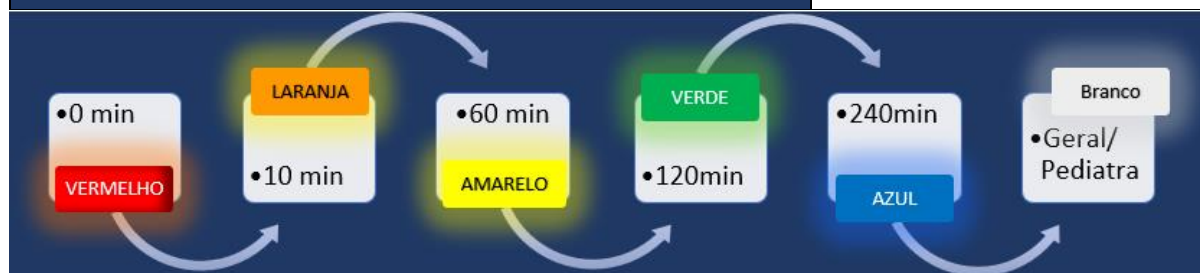 •0 min
VERMELHO
LARANJA
•10 min
•60 min
AMARELO
VERDE
•120min
•240min
AZUL
Branco
•Geral/
Pediatra